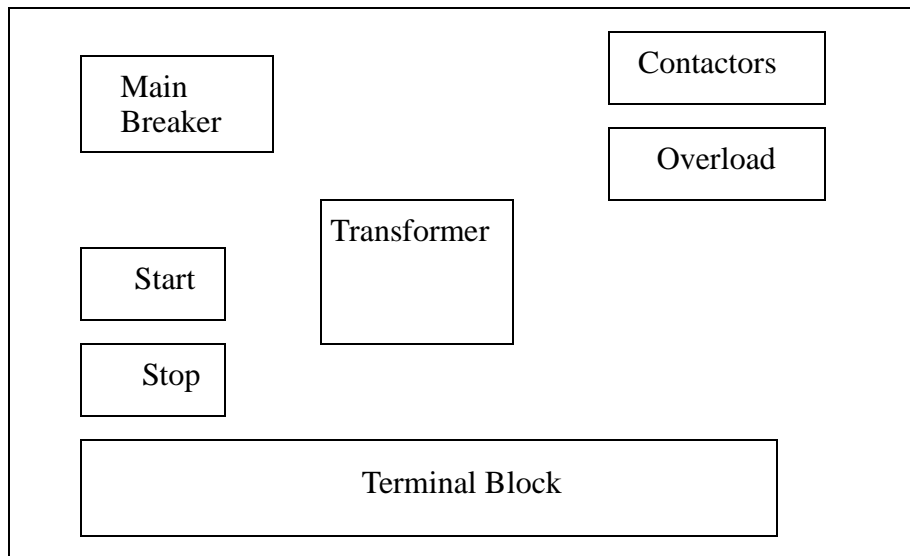 Main
Breaker
Contactors
Overload
Transformer
Start
Stop
Terminal Block